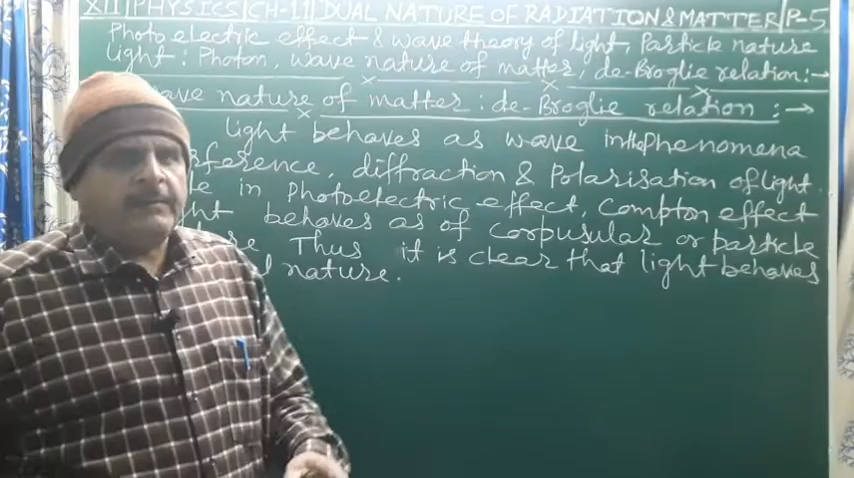 XII|PHYSICS|CH-11|DUAL NATURE OF RADIATION&MATTER|P-5
Photo electric effect & wave theory of light, Particle nature
light: Photon, wave nature of matter, de-Broglie relation:→
wave nature of matter: de-Broglie relation:→
light behaves as wave in the Phenomena
ference, diffraction & Polarisation of light
in Photoelectric effect, Compton effect
behaves as of corpusular or particle
Thus it is clear that light behaves
nature.